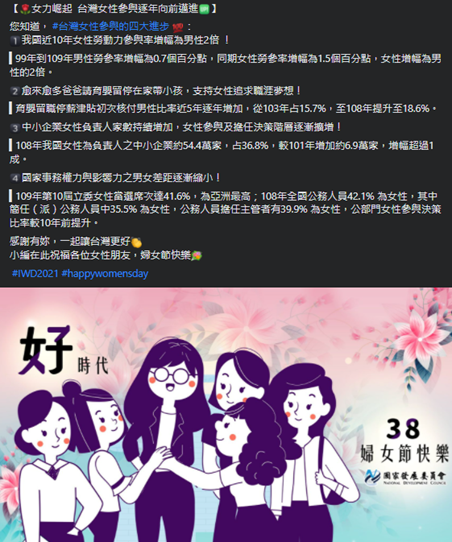 【🌹女力崛起 台灣女性參與逐年向前邁進💹】
您知道，#台灣女性參與的四大進步 💯：
1 我國近10年女性勞動力參與率增幅為男性2倍！
▎99年到109年男性勞參率增幅為0.7個百分點，同期女性勞參率增幅為1.5個百分點，女性增幅為男
性的2倍。
2 愈來愈多爸爸請育嬰留停在家帶小孩，支持女性追求職涯夢想！
▎育嬰留職停薪津貼初次核付男性比率近5年逐年增加，從103年占15.7%，至108年提升至18.6%。
3 中小企業女性負責人家數持續增加，女性參與及擔任決策階層逐漸擴增！
▎108年我國女性為負責人之中小企業約54.4萬家，占36.8%，較101年增加約6.9萬家，增幅超過1
成。
4 國家事務權力與影響力之男女差距逐漸縮小！
▎109年第10屆立委女性當選席次達41.6%，為亞洲最高；108年全國公務人員42.1% 為女性，其中
簡任（派）公務人員中35.5% 為女性，公務人員擔任主管者有39.9% 為女性，公部門女性參與決策
比率較10年前提升。
感謝有妳，一起讓台灣更好👏
小編在此祝福各位女性朋友，婦女節快樂💐
#IWD2021 #happywomensday
好 時代
38
婦女節快樂
國家發展委員會
NATIONAL DEVELOPMENT COUNCIL